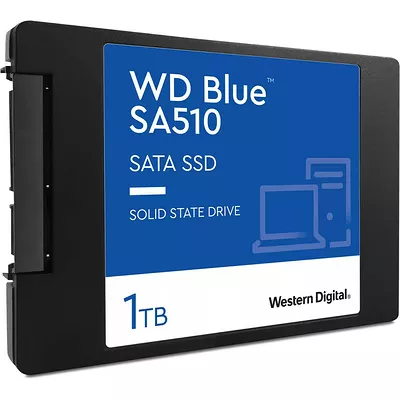 WD Blue™
SA510
SATA SSD
SOLID STATE DRIVE
1TB
Western Digital®